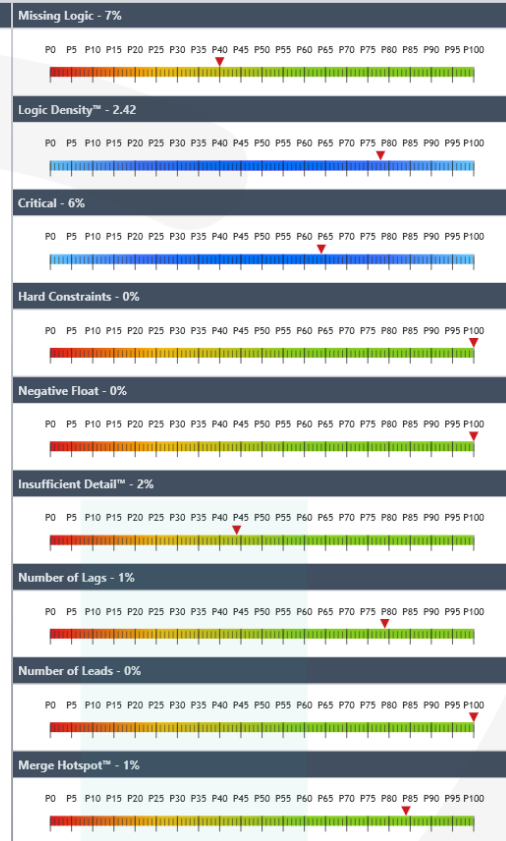 Missing Logic - 7%
P0 P5 P10 P15 P20 P25 P30 P35 P40 P45 P50 P55 P60 P65 P70 P75 P80 P85 P90 P95 P100
Logic Density™ - 2.42
P0 P5 P10 P15 P20 P25 P30 P35 P40 P45 P50 P55 P60 P65 P70 P75 P80 P85 P90 P95 P100
Critical - 6%
P0 P5 P10 P15 P20 P25 P30 P35 P40 P45 P50 P55 P60 P65 P70 P75 P80 P85 P90 P95 P100
Hard Constraints - 0%
P0 P5 P10 P15 P20 P25 P30 P35 P40 P45 P50 P55 P60 P65 P70 P75 P80 P85 P90 P95 P100
Negative Float - 0%
P0 P5 P10 P15 P20 P25 P30 P35 P40 P45 P50 P55 P60 P65 P70 P75 P80 P85 P90 P95 P100
Insufficient Detail™ - 2%
P0 P5 P10 P15 P20 P25 P30 P35 P40 P45 P50 P55 P60 P65 P70 P75 P80 P85 P90 P95 P100
Number of Lags - 1%
P0 P5 P10 P15 P20 P25 P30 P35 P40 P45 P50 P55 P60 P65 P70 P75 P80 P85 P90 P95 P100
Number of Leads - 0%
P0 P5 P10 P15 P20 P25 P30 P35 P40 P45 P50 P55 P60 P65 P70 P75 P80 P85 P90 P95 P100
Merge Hotspot™ - 1%
P0 P5 P10 P15 P20 P25 P30 P35 P40 P45 P50 P55 P60 P65 P70 P75 P80 P85 P90 P95 P100